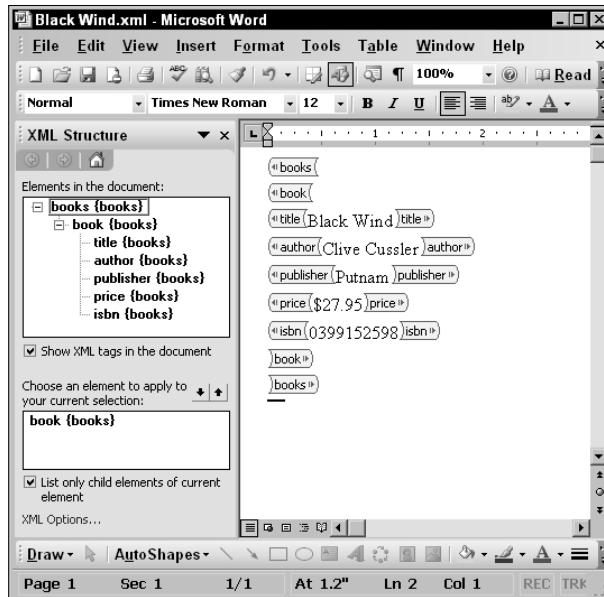 Black Wind.xml - Microsoft Word
File Edit View Insert Format Tools Table Window Help
100% Read
Normal Times New Roman 12 B I U ab A
XML Structure
Elements in the document:
books {books}
book {books}
title {books}
author {books}
publisher {books}
price {books}
isbn {books}
Show XML tags in the document
Choose an element to apply to
your current selection:
book {books}
List only child elements of current
element
XML Options...
1 2
books
book
title Black Wind title
author Clive Cussler author
publisher Putnam publisher
price $27.95 price
isbn 0399152598 isbn
book
books
Draw AutoShapes A
Page 1 Sec 1 1/1 At 1.2" Ln 2 Col 1 REC TRK